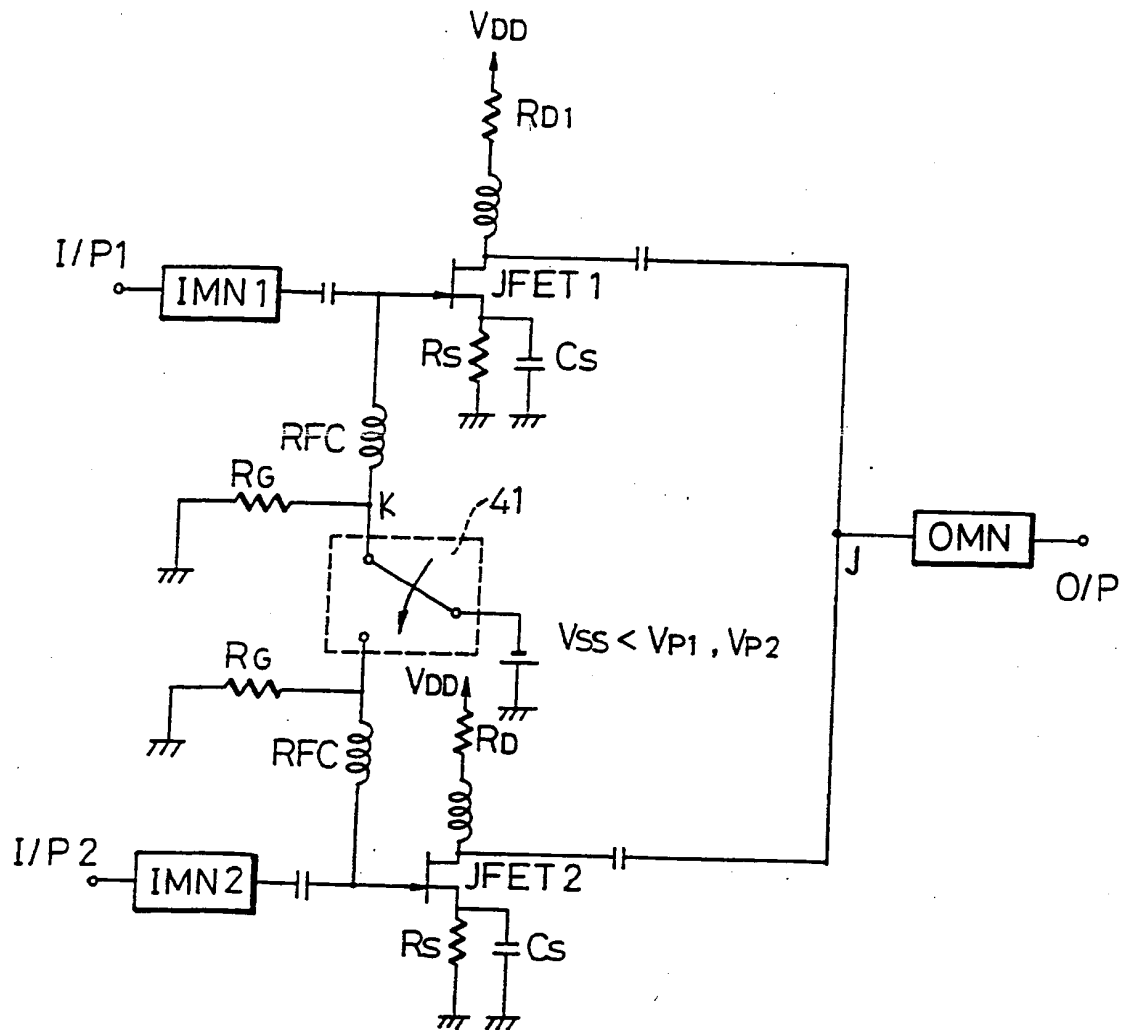 VDD
RD1
I/P1
IMN1
JFET1
RS
CS
RFC
RG
K
41
OMN
J
O/P
VSS < VP1, VP2
RG
VDD
RD
RFC
I/P2
IMN2
JFET2
RS
CS